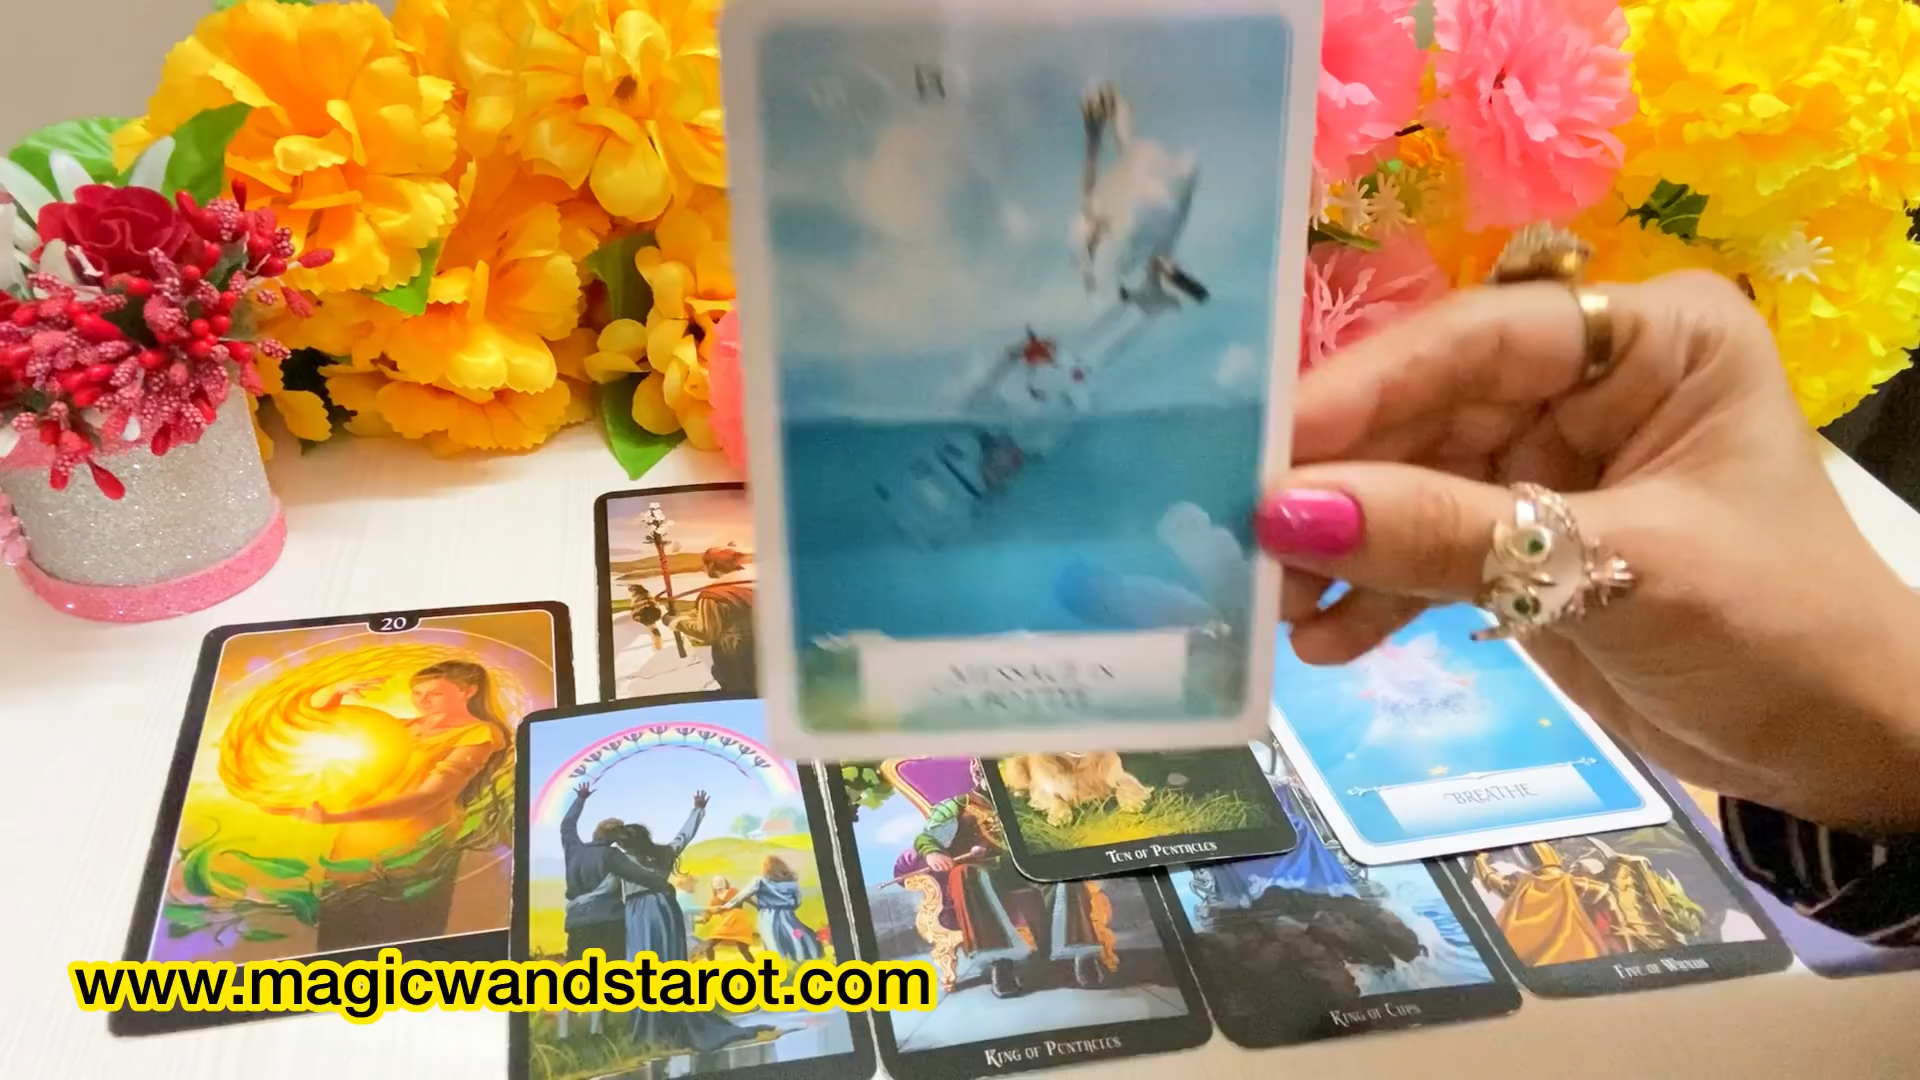 20
BREATHE
TEN OF PENTACLES
FIVE OF WANDS
KING OF CUPS
KING OF PENTACLES
www.magicwandstarot.com